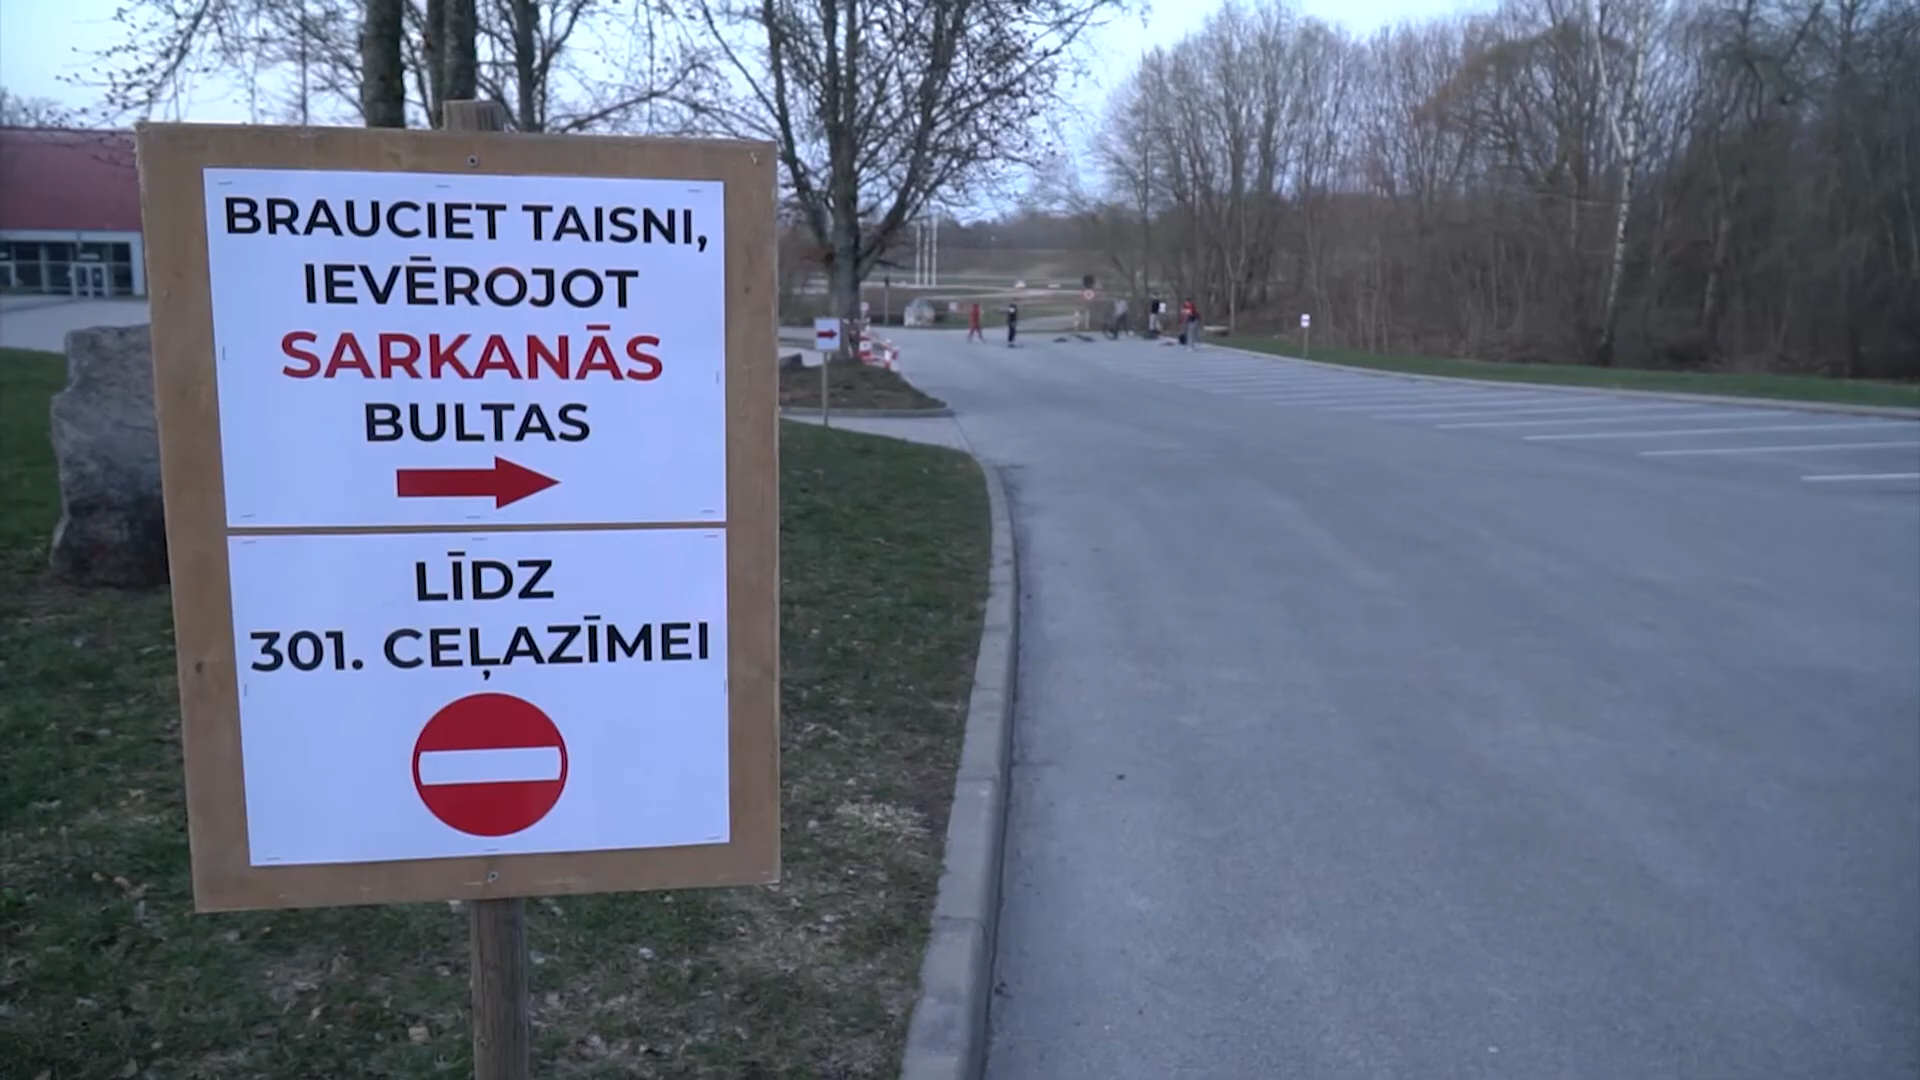 BRAUCIET TAISNI,
IEVĒROJOT
SARKANĀS
BULTAS
LĪDZ
301. CEĻAZĪMEI